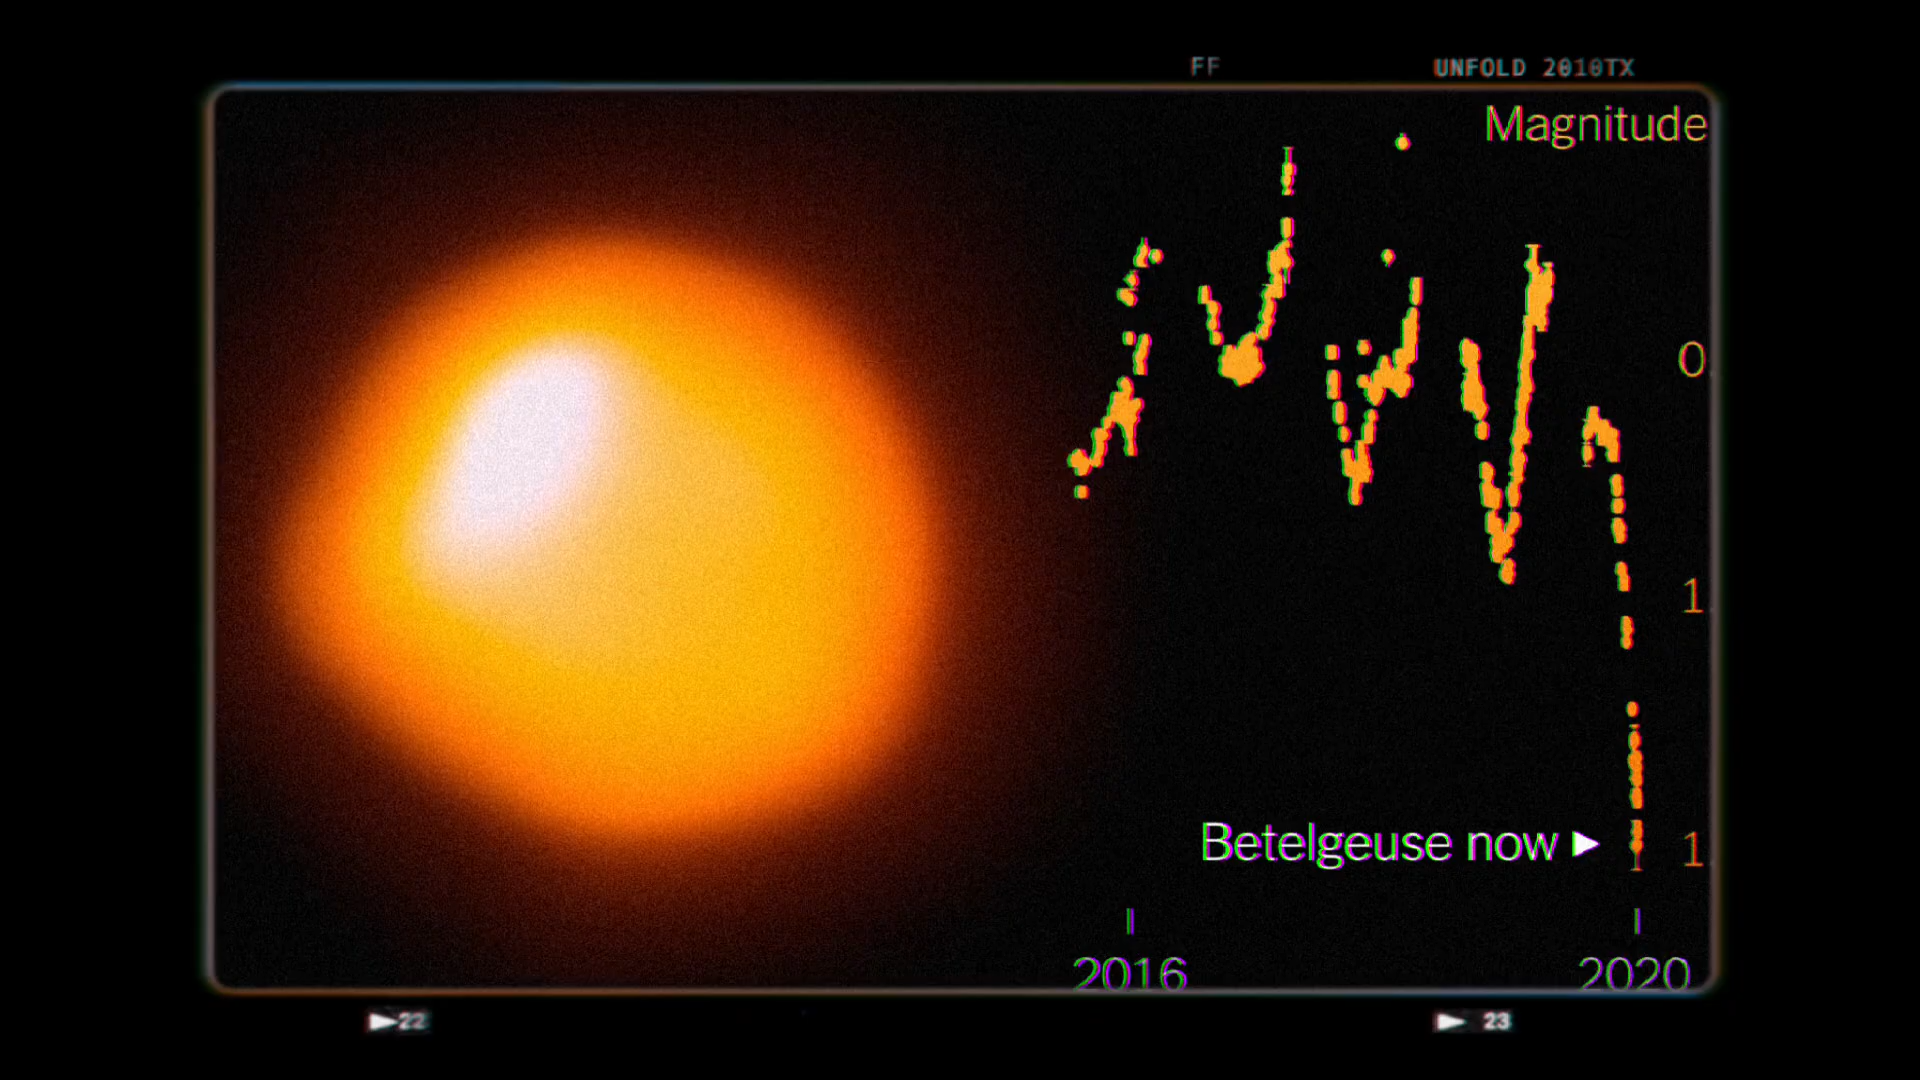 FF
UNFOLD 2010TX
Magnitude
0.
1.
Betelgeuse now ▶
1.
2016
2020
▶22
▶ 23